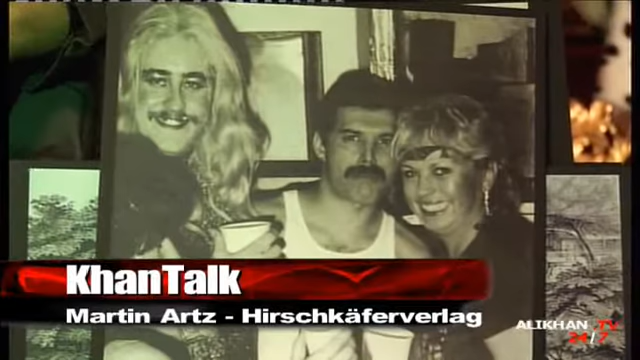 KhanTalk
Martin Artz - Hirschkäferverlag
ALIKHAN.TV
24/7